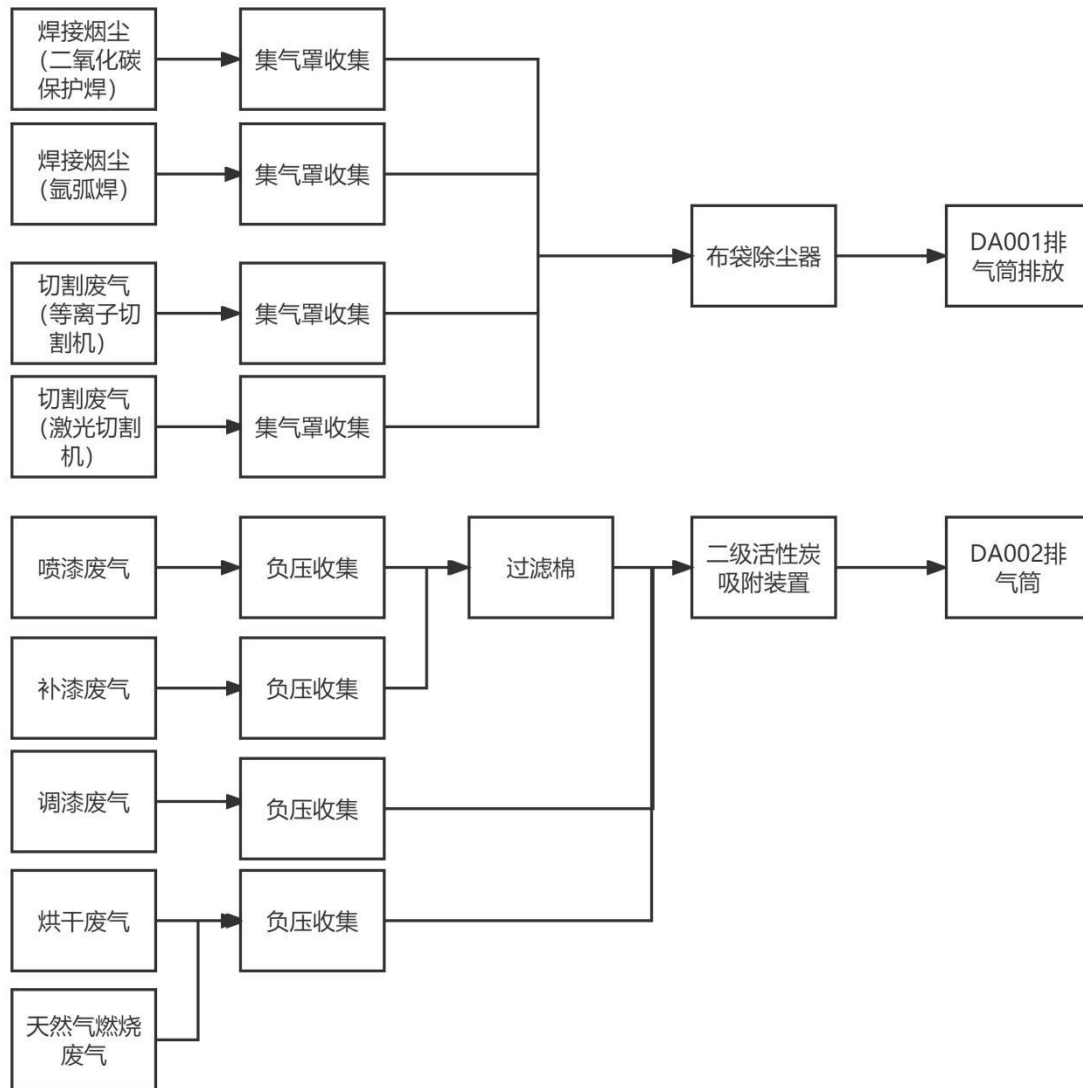 焊接烟尘
（二氧化碳
保护焊）
集气罩收集
焊接烟尘
（氩弧焊）
集气罩收集
布袋除尘器
DA001排
气筒排放
切割废气
（等离子切
割机）
集气罩收集
切割废气
（激光切割
机）
集气罩收集
喷漆废气
负压收集
过滤棉
二级活性炭
吸附装置
DA002排
气筒
补漆废气
负压收集
调漆废气
负压收集
烘干废气
负压收集
天然气燃烧
废气